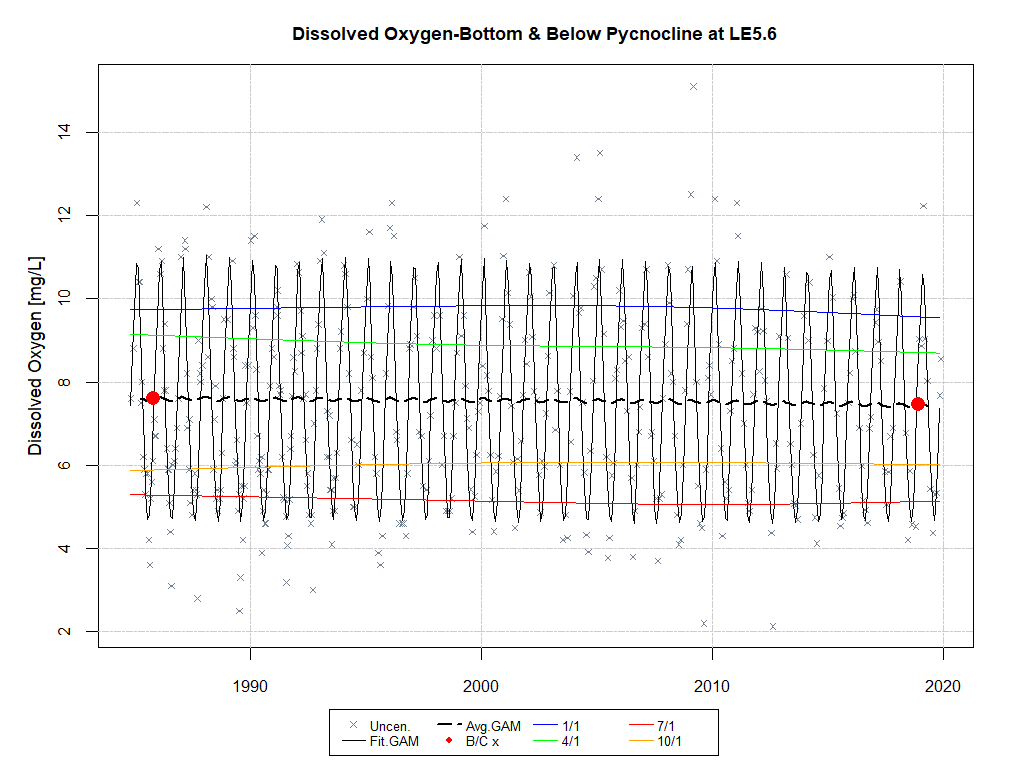 Dissolved Oxygen-Bottom & Below Pycnocline at LE5.6
Dissolved Oxygen [mg/L]
14
12
10
8
6
4
2
1990 2000 2010 2020
Uncen. Avg.GAM 1/1 7/1
Fit.GAM B/C x 4/1 10/1